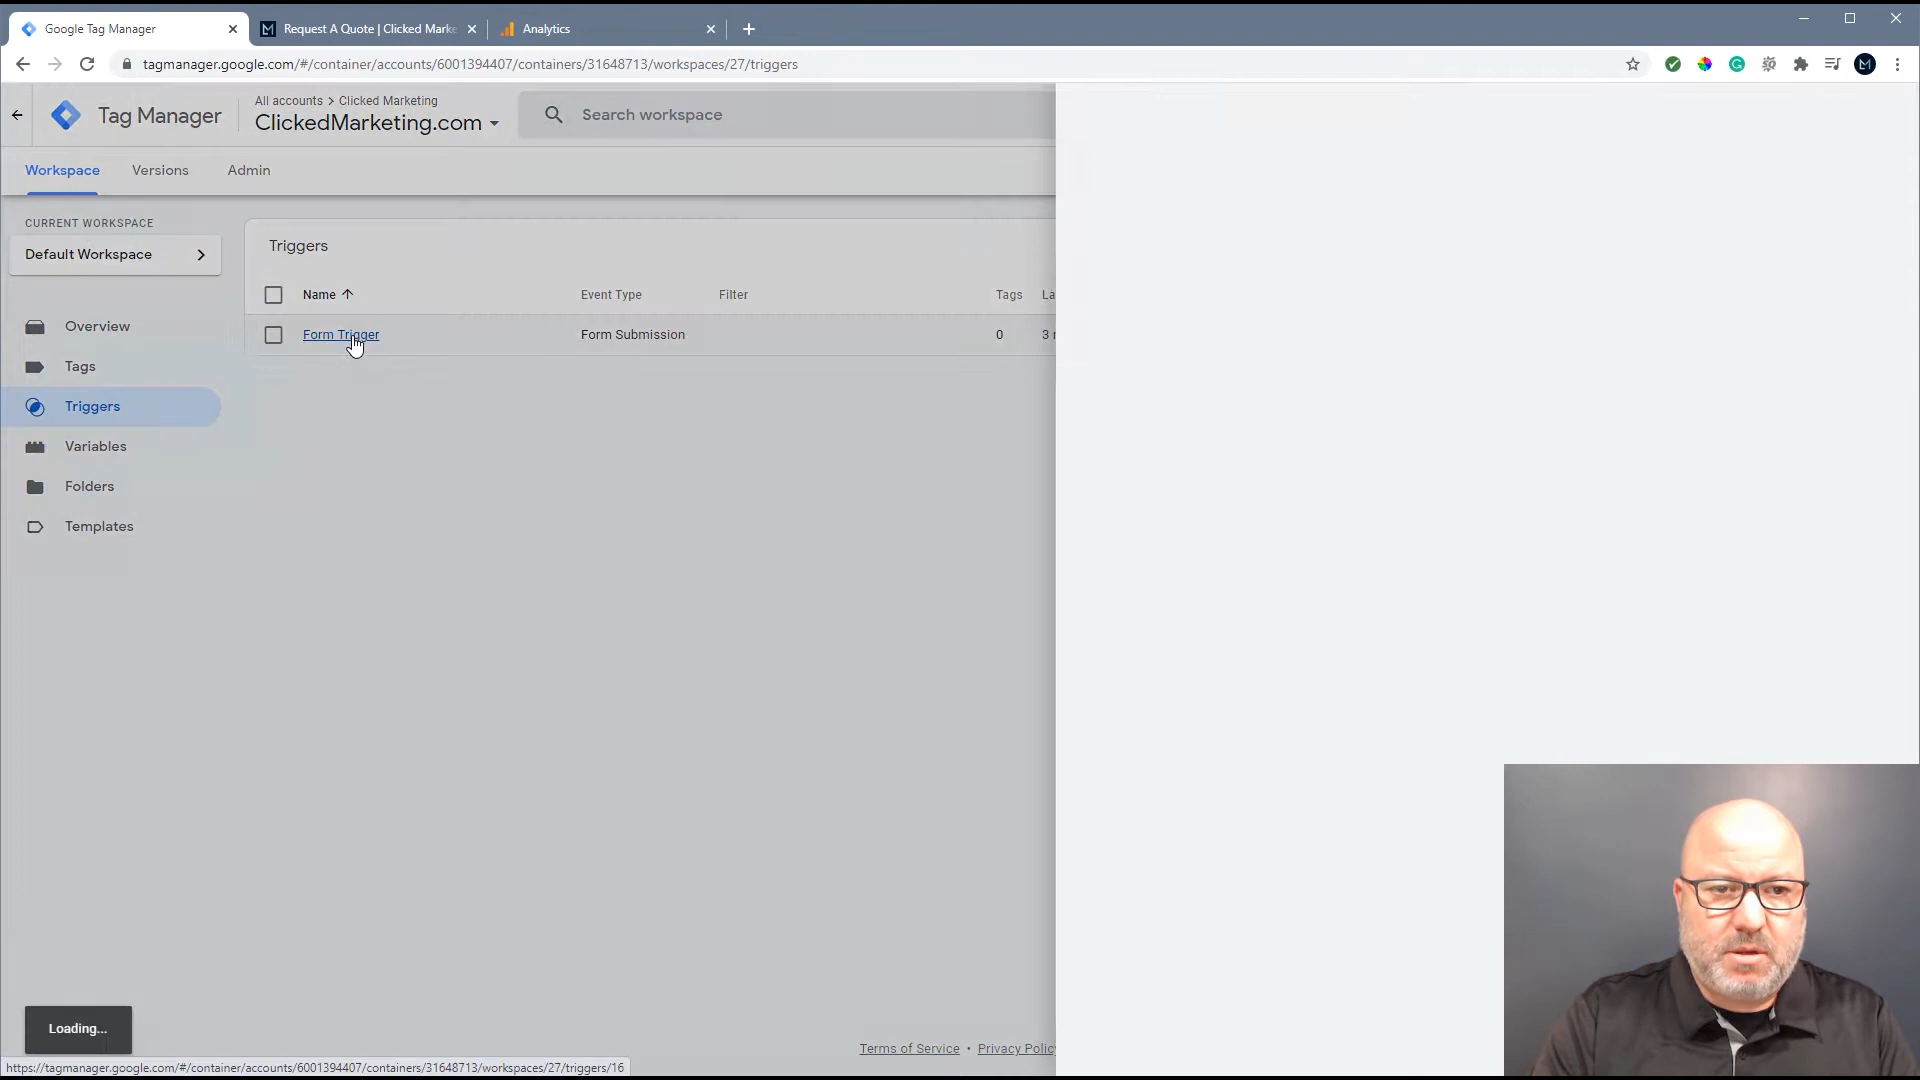 Google Tag Manager
Request A Quote | Clicked Marke
Analytics
tagmanager.google.com/#/container/accounts/6001394407/containers/31648713/workspaces/27/triggers
Tag Manager
All accounts > Clicked Marketing
ClickedMarketing.com
Search workspace
Workspace
Versions
Admin
CURRENT WORKSPACE
Default Workspace
Overview
Tags
Triggers
Variables
Folders
Templates
Triggers
Name
Event Type
Filter
Tags
La
Form Trigger
Form Submission
0
3
Loading...
Terms of Service • Privacy Policy
https://tagmanager.google.com/#/container/accounts/6001394407/containers/31648713/workspaces/27/triggers/16